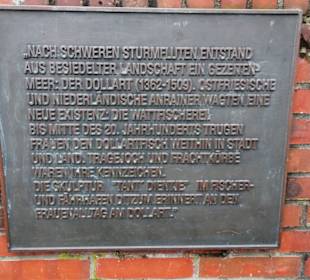 „NACH SCHWEREN STURMFLUTEN ENTSTAND
AUS BESIEDELTER LANDSCHAFT EIN GEZEITEN-
MEER: DER DOLLART (1362-1509). OSTFRIESISCHE
UND NIEDERLÄNDISCHE ANRAINER WAGTEN EINE
NEUE EXISTENZ: DIE WATTFISCHEREI.
BIS MITTE DES 20. JAHRHUNDERTS TRUGEN
FRAUEN DEN DOLLARTFISCH WEITHIN IN STADT
UND LAND. TRAGEJOCH UND FRACHTKÖRBE
WAREN IHRE KENNZEICHEN.
DIE SKULPTUR "TANT' DIENKE" IM FISCHER-
UND FÄHRHAFEN DITZUM ERINNERT AN DEN
FRAUENALLTAG AM DOLLART."